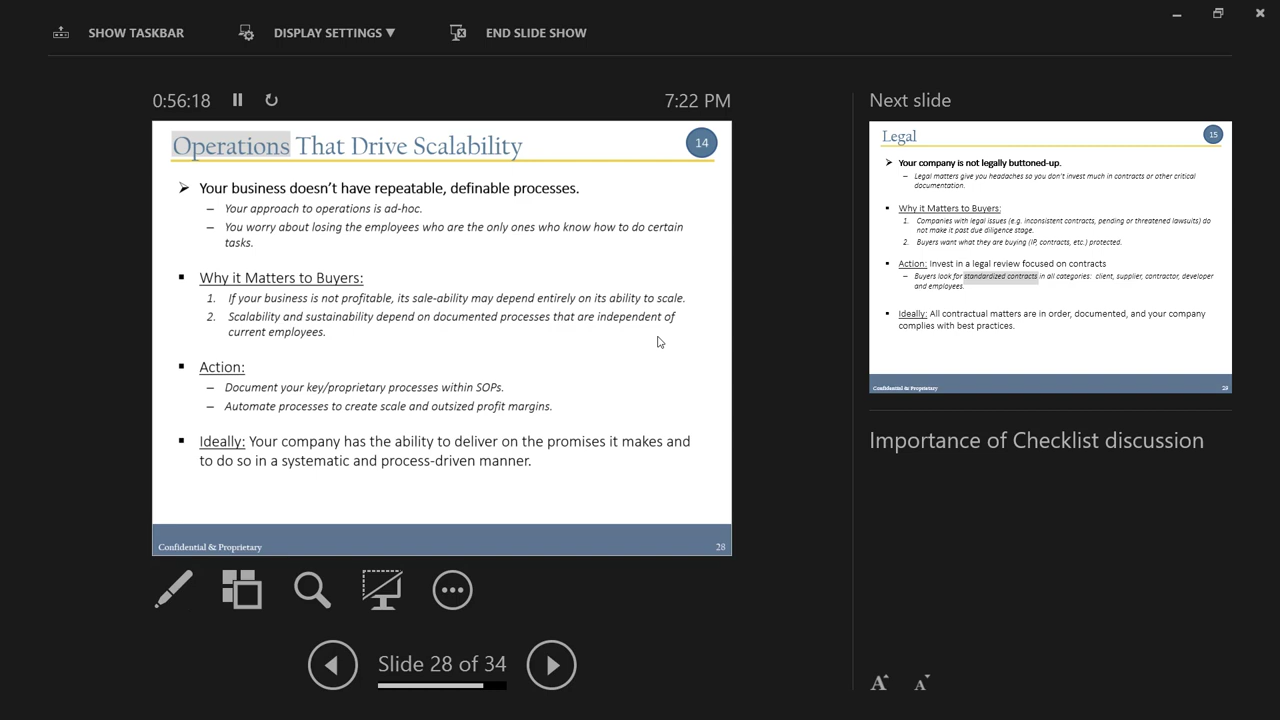 SHOW TASKBAR
DISPLAY SETTINGS ▼
END SLIDE SHOW
0:56:18
7:22 PM
Operations That Drive Scalability
14
➢ Your business doesn't have repeatable, definable processes.
– Your approach to operations is ad-hoc.
– You worry about losing the employees who are the only ones who know how to do certain
tasks.
▪ Why it Matters to Buyers:
1. If your business is not profitable, its sale-ability may depend entirely on its ability to scale.
2. Scalability and sustainability depend on documented processes that are independent of
current employees.
▪ Action:
– Document your key/proprietary processes within SOPs.
– Automate processes to create scale and outsized profit margins.
▪ Ideally: Your company has the ability to deliver on the promises it makes and
to do so in a systematic and process-driven manner.
Confidential & Proprietary
28
Slide 28 of 34
Next slide
Legal
15
➢ Your company is not legally buttoned-up.
– Legal matters give you headaches so you don't invest much in contracts or other critical
documentation.
▪ Why it Matters to Buyers:
1. Companies with legal issues (e.g. inconsistent contracts, pending or threatened lawsuits) do
not make it past due diligence stage.
2. Buyers want what they are buying (IP, contracts, etc.) protected.
▪ Action: Invest in a legal review focused on contracts
– Buyers look for standardized contracts in all categories: client, supplier, contractor, developer
and employees.
▪ Ideally: All contractual matters are in order, documented, and your company
complies with best practices.
Confidential & Proprietary
29
Importance of Checklist discussion
A A